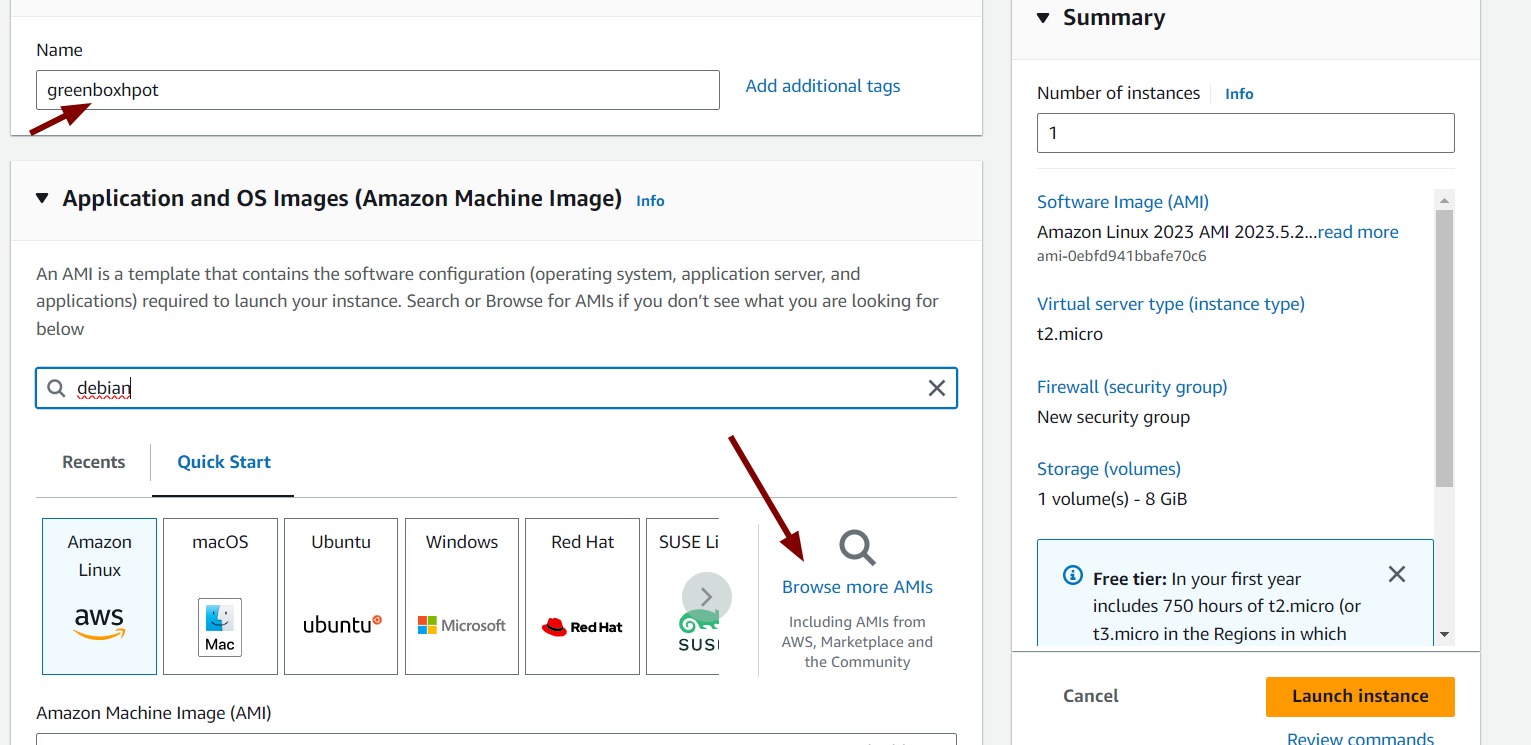 Name
greenboxhpot
Add additional tags
Application and OS Images (Amazon Machine Image) Info
An AMI is a template that contains the software configuration (operating system, application server, and
applications) required to launch your instance. Search or Browse for AMIs if you don’t see what you are looking for
below
debian
Recents
Quick Start
Amazon
Linux
aws
macOS
Mac
Ubuntu
ubuntu
Windows
Microsoft
Red Hat
Red Hat
SUSE Li
SUS
Browse more AMIs
Including AMIs from
AWS, Marketplace and
the Community
Amazon Machine Image (AMI)
Summary
Number of instances Info
1
Software Image (AMI)
Amazon Linux 2023 AMI 2023.5.2...read more
ami-0ebfd941bbafe70c6
Virtual server type (instance type)
t2.micro
Firewall (security group)
New security group
Storage (volumes)
1 volume(s) - 8 GiB
Free tier: In your first year
includes 750 hours of t2.micro (or
t3.micro in the Regions in which
Cancel
Launch instance
Review commands